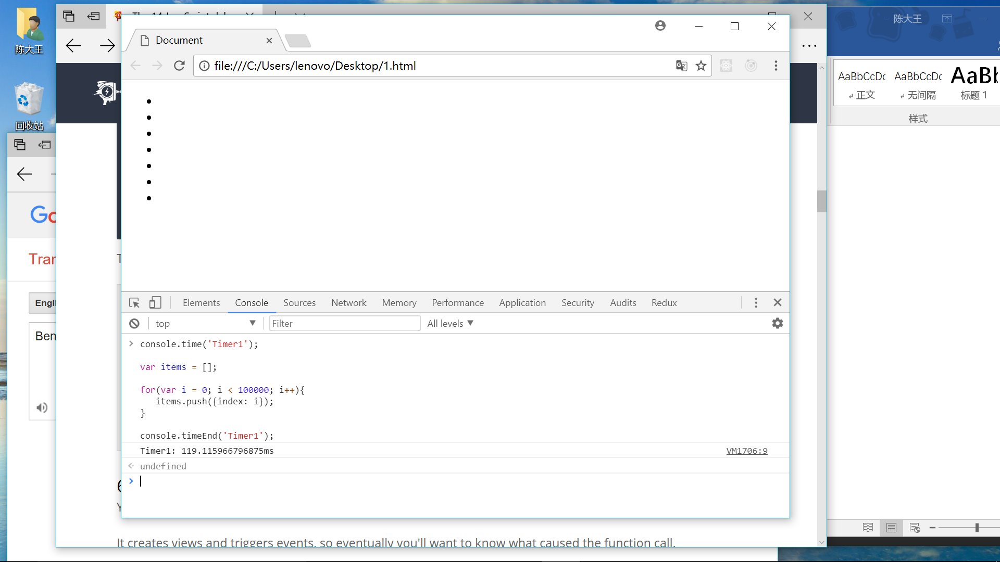 陈大王
陈大王
回收站
Document
file:///C:/Users/lenovo/Desktop/1.html
AaBbCcDc AaBbCcDc AaBb
正文 无间隔 标题 1
样式
Elements Console Sources Network Memory Performance Application Security Audits Redux
top Filter All levels
console.time('Timer1');
var items = [];
for(var i = 0; i < 100000; i++){
items.push({index: i});
}
console.timeEnd('Timer1');
Timer1: 119.115966796875ms VM1706:9
undefined
It creates views and triggers events, so eventually you'll want to know what caused the function call.